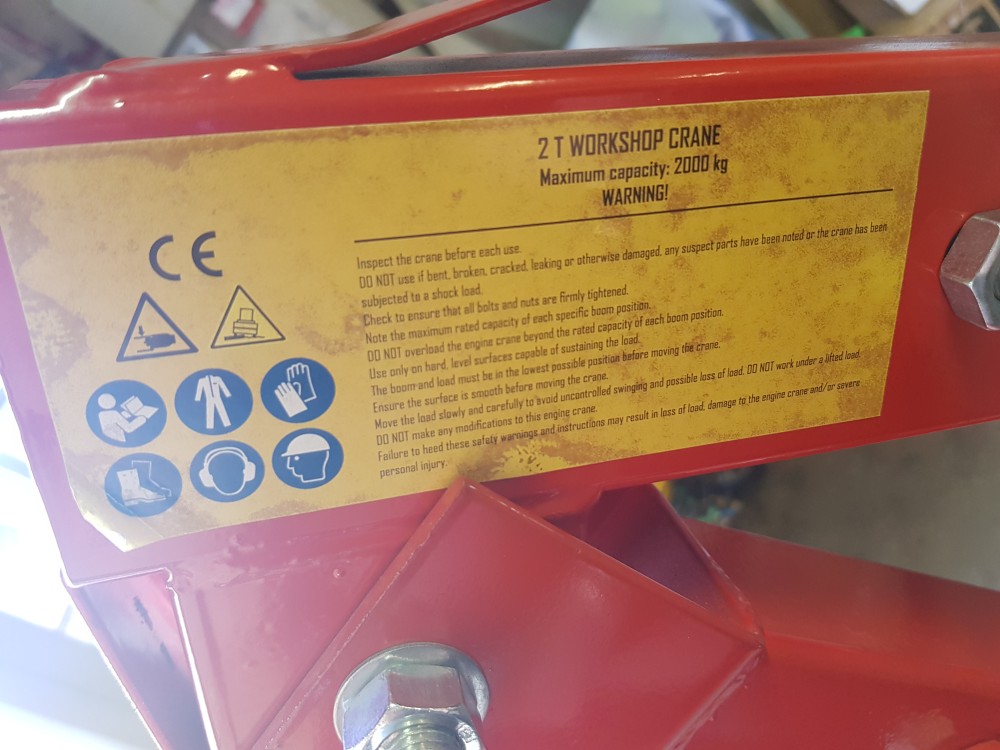 2 T WORKSHOP CRANE
Maximum capacity: 2000 kg
WARNING!
CE
Inspect the crane before each use.
DO NOT use if bent, broken, cracked, leaking or otherwise damaged, any suspect parts have been noted or the crane has been
subjected to a shock load.
Check to ensure that all bolts and nuts are firmly tightened.
Note the maximum rated capacity of each specific boom position.
DO NOT overload the engine crane beyond the rated capacity of each boom position.
Use only on hard, level surfaces capable of sustaining the load.
The boom and load must be in the lowest possible position before moving the crane.
Ensure the surface is smooth before moving the crane.
Move the load slowly and carefully to avoid uncontrolled swinging and possible loss of load. DO NOT work under a lifted load.
DO NOT make any modifications to this engine crane.
Failure to heed these safety warnings and instructions may result in loss of load, damage to the engine crane and/or severe
personal injury.